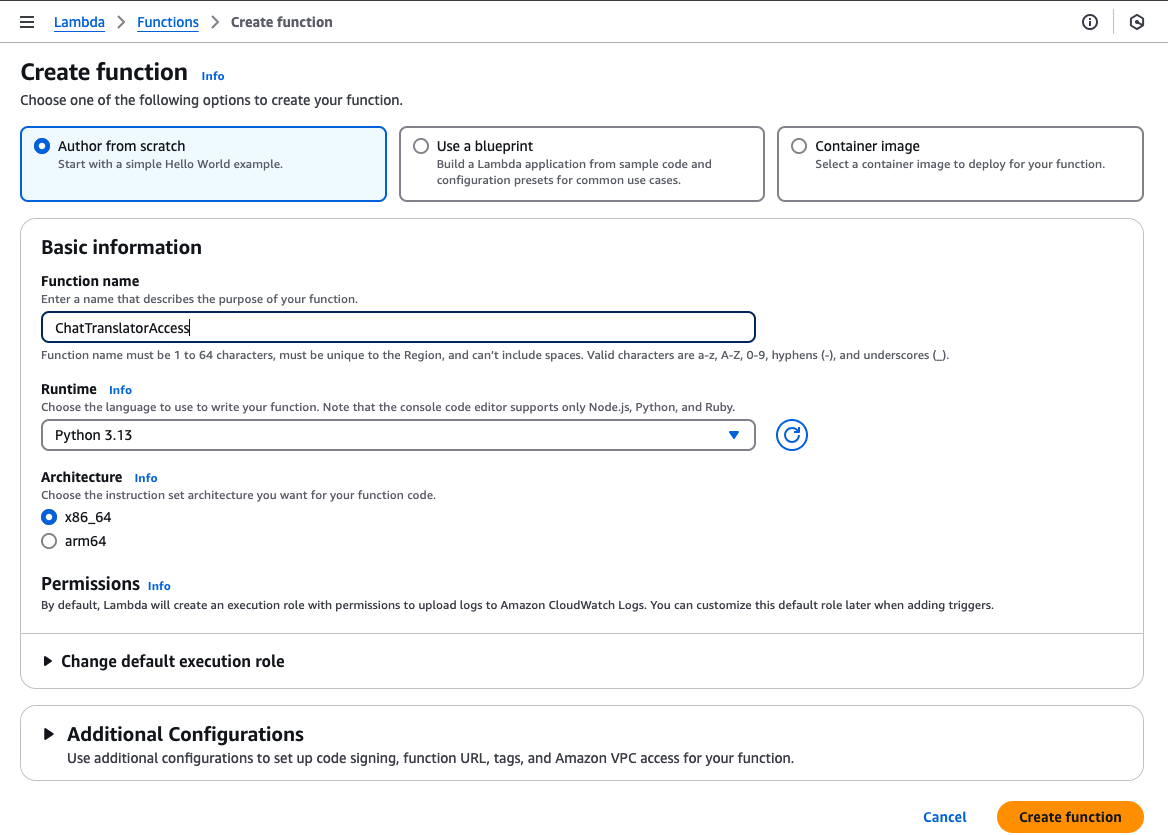 Lambda > Functions > Create function
Create function Info
Choose one of the following options to create your function.
Author from scratch
Start with a simple Hello World example.
Use a blueprint
Build a Lambda application from sample code and
configuration presets for common use cases.
Container image
Select a container image to deploy for your function.
Basic information
Function name
Enter a name that describes the purpose of your function.
ChatTranslatorAccess
Function name must be 1 to 64 characters, must be unique to the Region, and can't include spaces. Valid characters are a-z, A-Z, 0-9, hyphens (-), and underscores (_).
Runtime Info
Choose the language to use to write your function. Note that the console code editor supports only Node.js, Python, and Ruby.
Python 3.13
Architecture Info
Choose the instruction set architecture you want for your function code.
x86_64
arm64
Permissions Info
By default, Lambda will create an execution role with permissions to upload logs to Amazon CloudWatch Logs. You can customize this default role later when adding triggers.
Change default execution role
Additional Configurations
Use additional configurations to set up code signing, function URL, tags, and Amazon VPC access for your function.
Cancel Create function